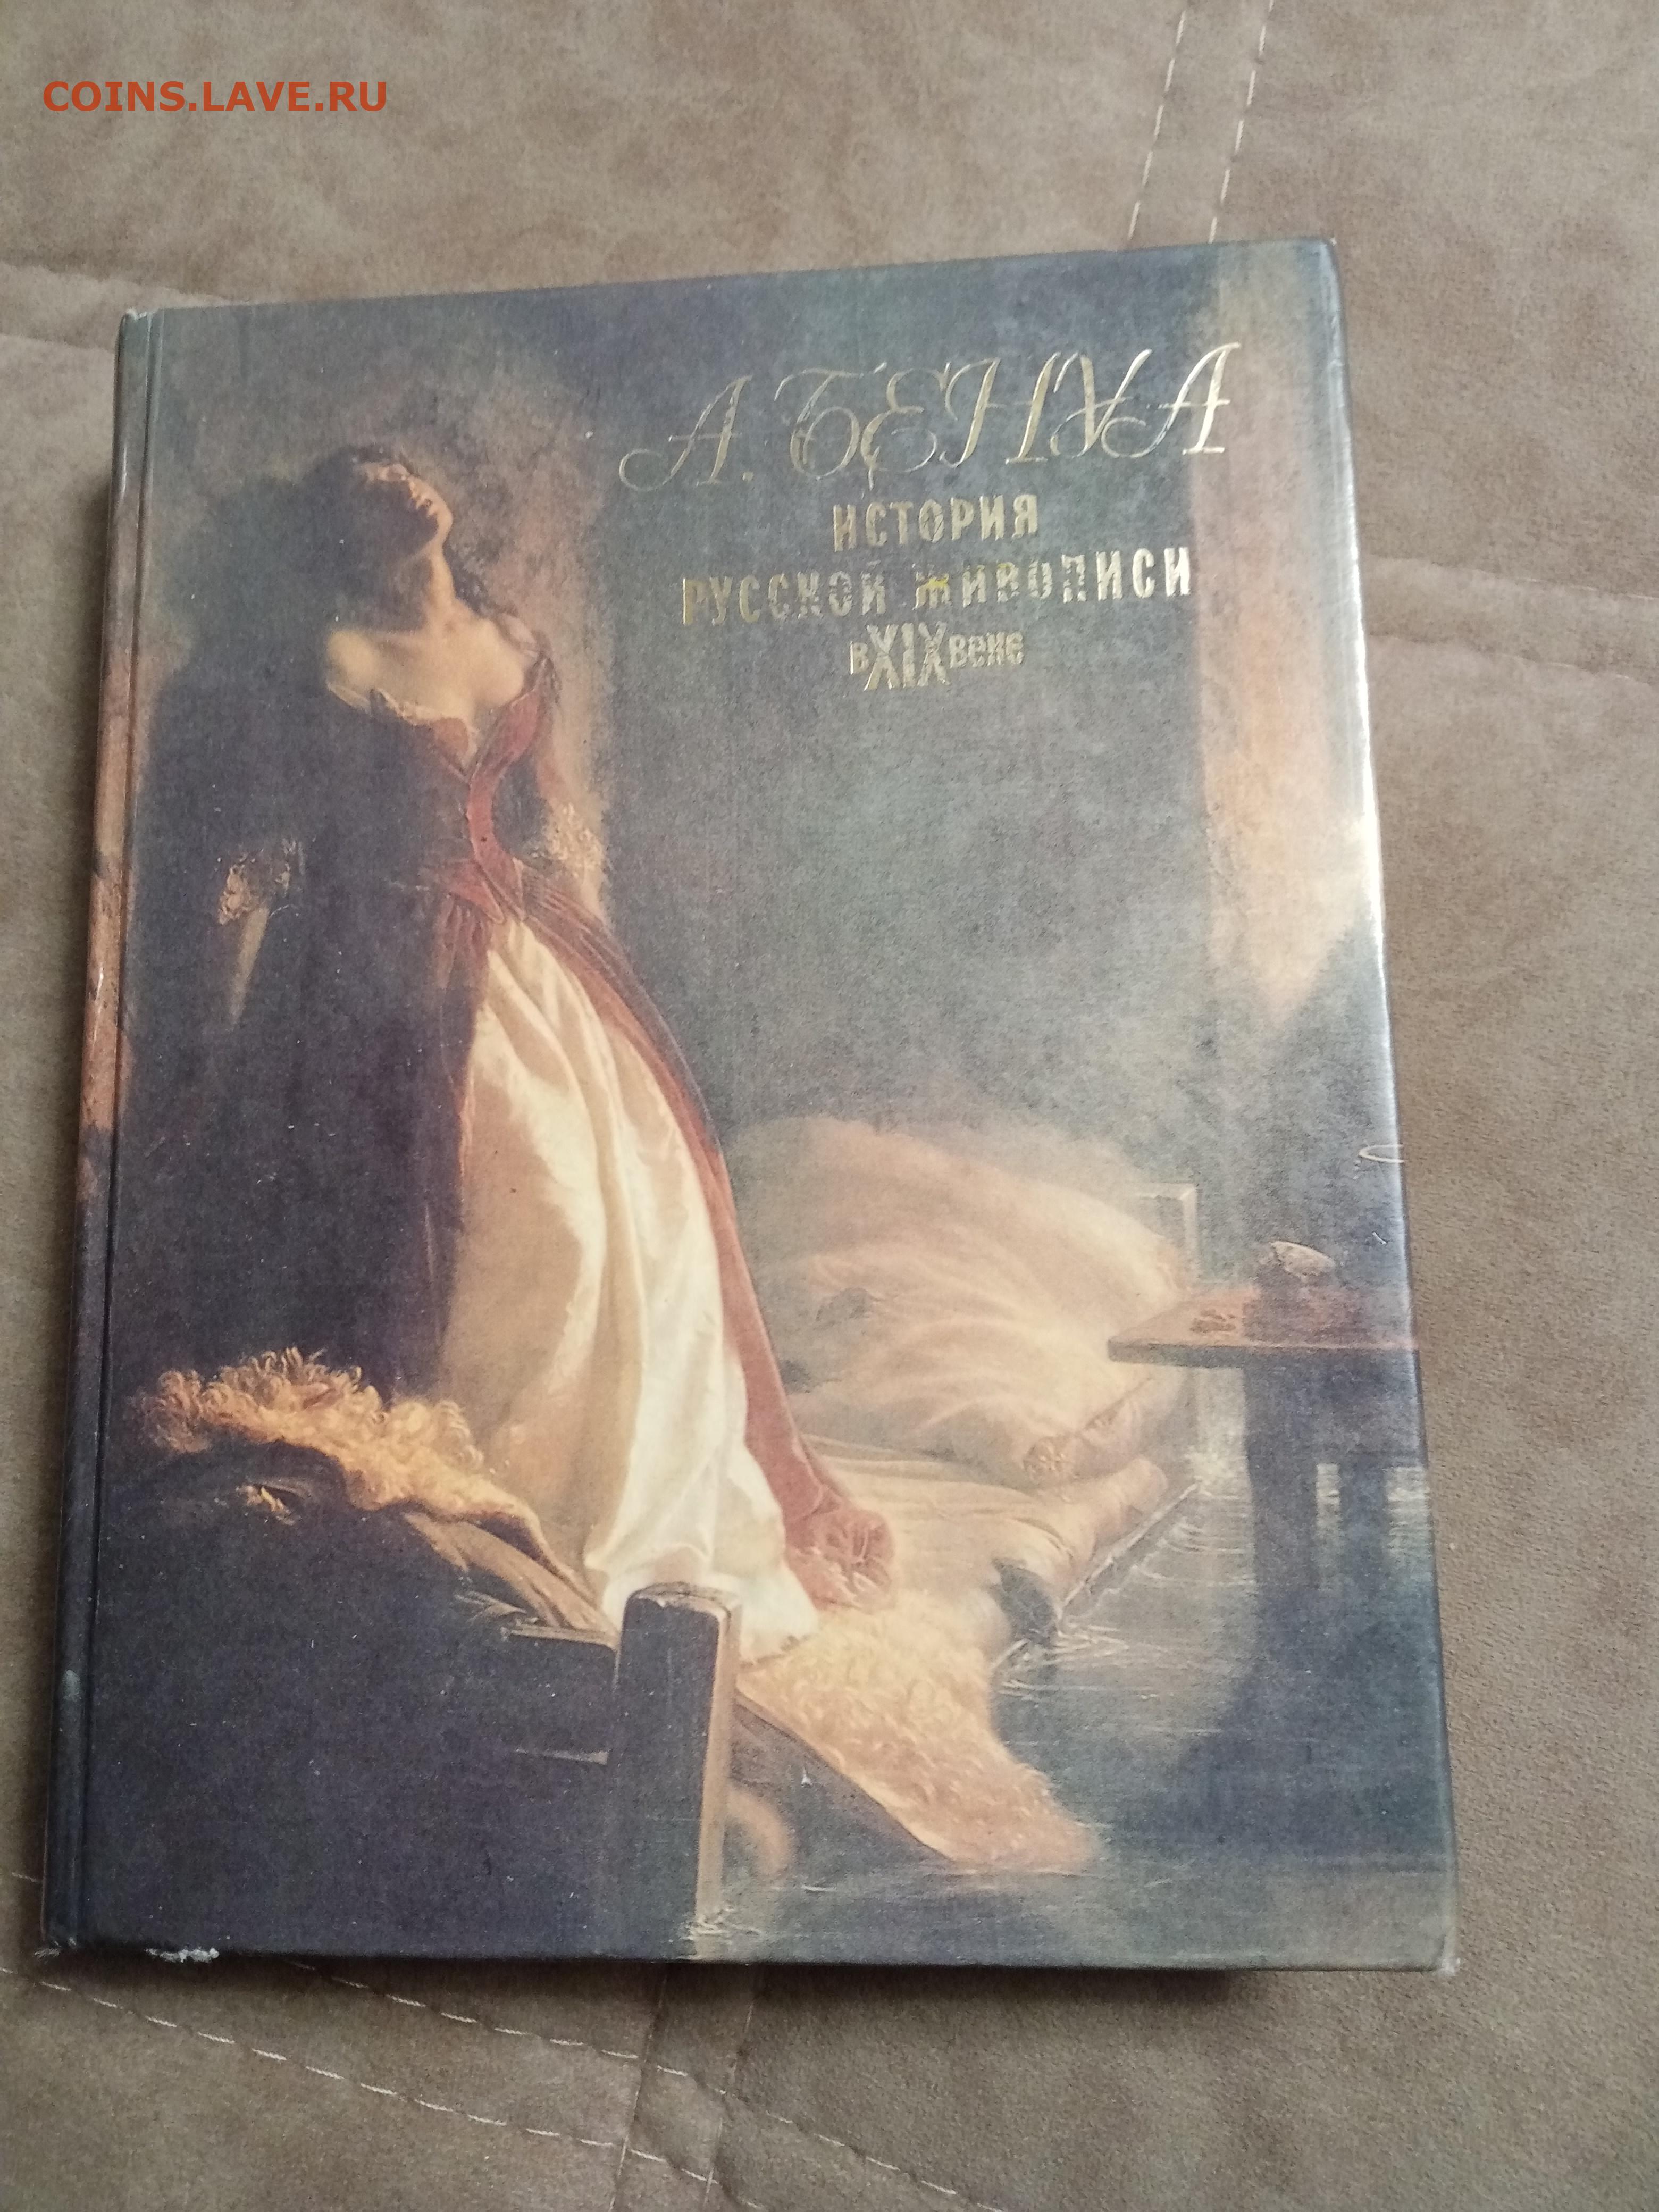 COINS.LAVE.RU
А. БЕНУА
ИСТОРИЯ
РУССКОЙ ЖИВОПИСИ
в XIX веке